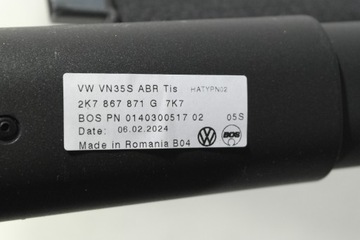 VW VN35S ABR Tis HATYPN02
2K7 867 871 G 7K7
BOS PN 0140300517 02 05S
Date: 06.02.2024
Made in Romania B04
BOS